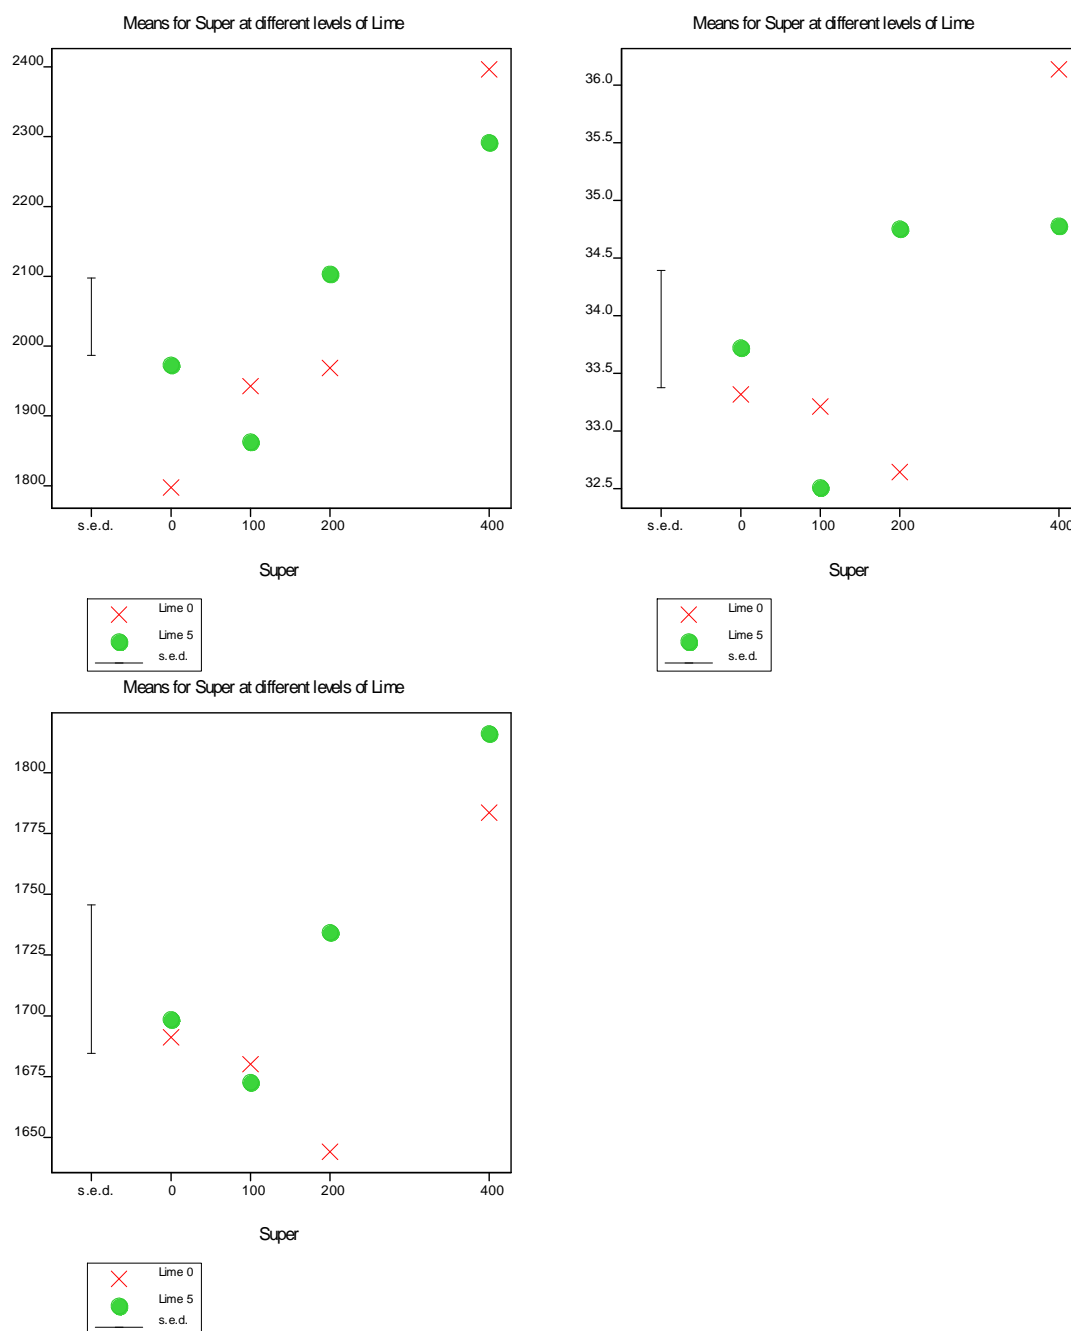 Means for Super at different levels of Lime
2400
2300
2200
2100
2000
1900
1800
s.e.d. 0 100 200 400
Super
Lime 0
Lime 5
s.e.d.
Means for Super at different levels of Lime
36.0
35.5
35.0
34.5
34.0
33.5
33.0
32.5
s.e.d. 0 100 200 400
Super
Lime 0
Lime 5
s.e.d.
Means for Super at different levels of Lime
1800
1775
1750
1725
1700
1675
1650
s.e.d. 0 100 200 400
Super
Lime 0
Lime 5
s.e.d.